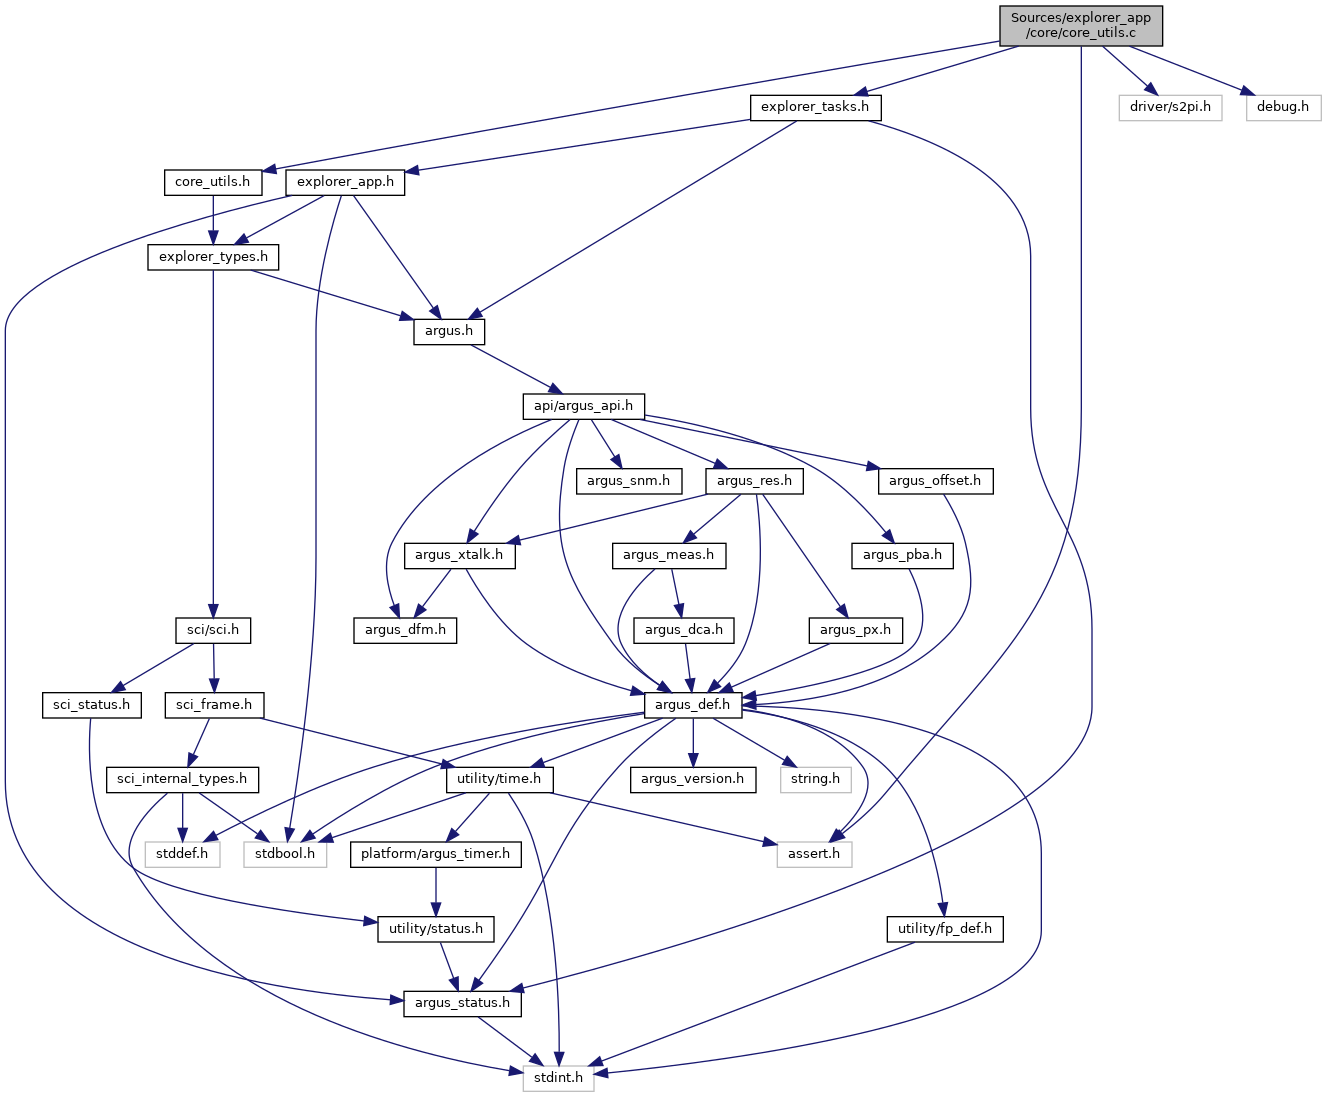 Sources/explorer_app
/core/core_utils.c
explorer_tasks.h
driver/s2pi.h
debug.h
core_utils.h
explorer_app.h
explorer_types.h
argus.h
api/argus_api.h
argus_snm.h
argus_res.h
argus_offset.h
argus_xtalk.h
argus_meas.h
argus_pba.h
sci/sci.h
argus_dfm.h
argus_dca.h
argus_px.h
sci_status.h
sci_frame.h
argus_def.h
sci_internal_types.h
utility/time.h
argus_version.h
string.h
stddef.h
stdbool.h
platform/argus_timer.h
assert.h
utility/status.h
utility/fp_def.h
argus_status.h
stdint.h